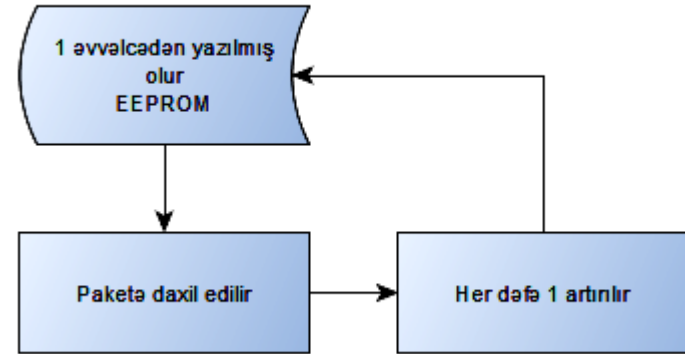 1 əvvəlcədən yazılmış
olur
EEPROM
Paketə daxil edilir
Her dəfə 1 artırılır